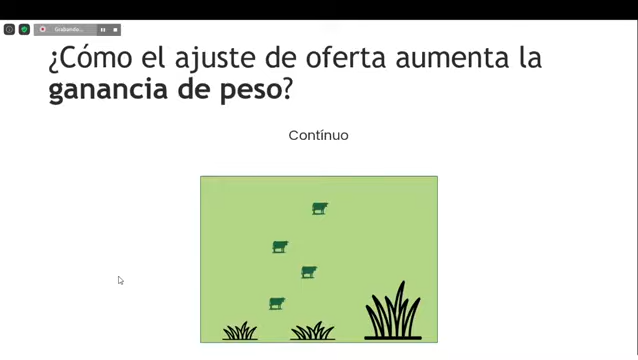 Grabando...
¿Cómo el ajuste de oferta aumenta la
ganancia de peso?
Contínuo